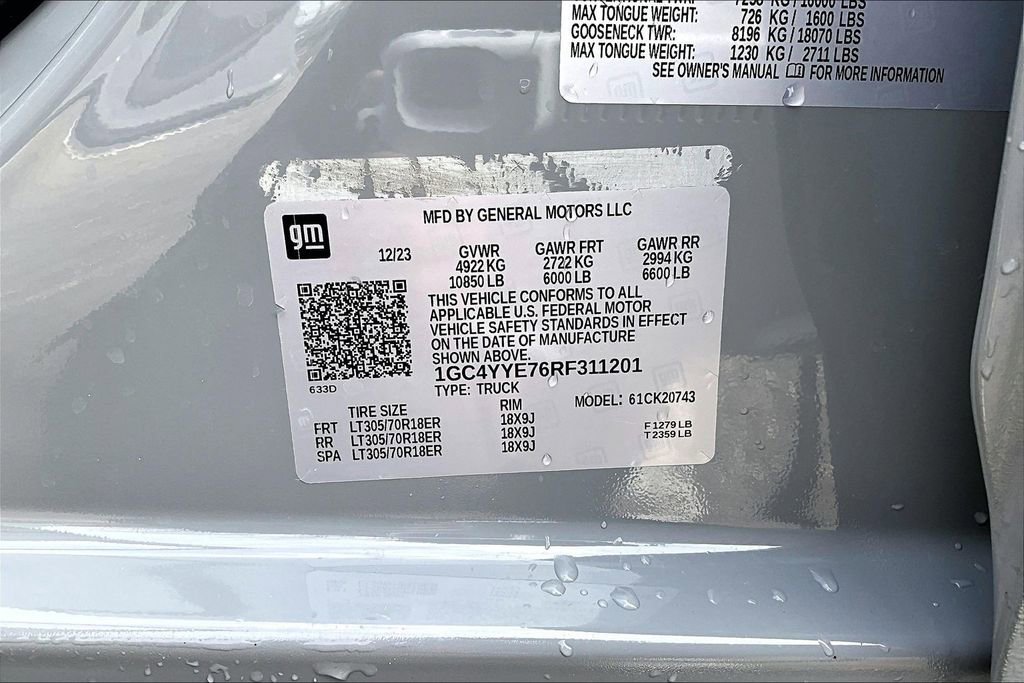 MAX TONGUE WEIGHT: 726 KG / 1600 LBS
GOOSENECK TWR: 8196 KG / 18070 LBS
MAX TONGUE WEIGHT: 1230 KG / 2711 LBS
SEE OWNER'S MANUAL FOR MORE INFORMATION
gm
MFD BY GENERAL MOTORS LLC
12/23 GVWR GAWR FRT GAWR RR
4922 KG 2722 KG 2994 KG
10850 LB 6000 LB 6600 LB
THIS VEHICLE CONFORMS TO ALL
APPLICABLE U.S. FEDERAL MOTOR
VEHICLE SAFETY STANDARDS IN EFFECT
ON THE DATE OF MANUFACTURE
SHOWN ABOVE.
1GC4YYE76RF311201
633D
TYPE: TRUCK
MODEL: 61CK20743
TIRE SIZE RIM
FRT LT305/70R18ER 18X9J
RR LT305/70R18ER 18X9J
SPA LT305/70R18ER 18X9J
F 1279 LB
T 2359 LB